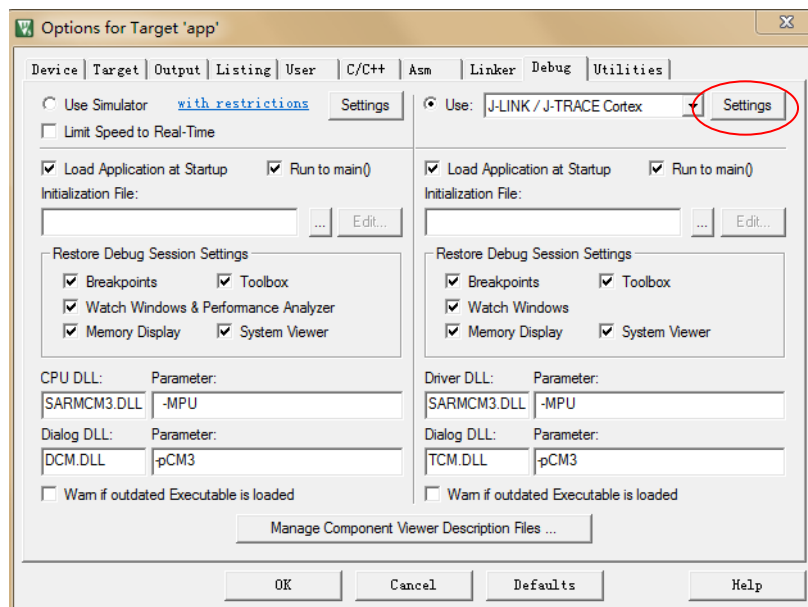 Options for Target 'app'
Device Target Output Listing User C/C++ Asm Linker Debug Utilities
Use Simulator with restrictions Settings
Limit Speed to Real-Time
Use: J-LINK / J-TRACE Cortex Settings
Load Application at Startup Run to main()
Initialization File:
... Edit...
Restore Debug Session Settings
Breakpoints Toolbox
Watch Windows & Performance Analyzer
Memory Display System Viewer
CPU DLL: Parameter:
SARMCM3.DLL -MPU
Dialog DLL: Parameter:
DCM.DLL -pCM3
Warn if outdated Executable is loaded
Load Application at Startup Run to main()
Initialization File:
... Edit...
Restore Debug Session Settings
Breakpoints Toolbox
Watch Windows
Memory Display System Viewer
Driver DLL: Parameter:
SARMCM3.DLL -MPU
Dialog DLL: Parameter:
TCM.DLL -pCM3
Warn if outdated Executable is loaded
Manage Component Viewer Description Files ...
OK Cancel Defaults Help